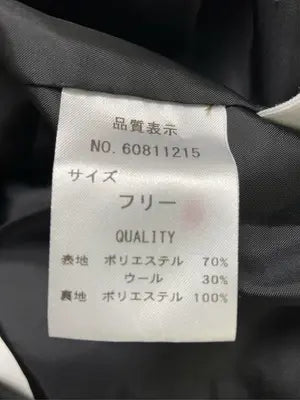 品質表示
NO. 60811215
サイズ
フリー
QUALITY
表地 ポリエステル 70%
ウール 30%
裏地 ポリエステル 100%